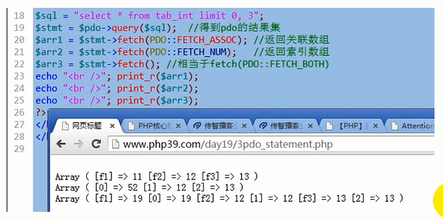 18 $sql = "select * from tab_int limit 0, 3";
19 $stmt = $pdo->query($sql); //得到pdo的结果集
20 $arr1 = $stmt->fetch(PDO::FETCH_ASSOC); //返回关联数组
21 $arr2 = $stmt->fetch(PDO::FETCH_NUM); //返回索引数组
22 $arr3 = $stmt->fetch(); //相当于fetch(PDO::FETCH_BOTH)
23 echo "<br />"; print_r($arr1);
24 echo "<br />"; print_r($arr2);
25 echo "<br />"; print_r($arr3);
26 ?>
27 </
28 </
29
网页标题 PHP核心 传智播客 传智播客 【PHP】 Attention
www.php39.com/day19/3pdo_statement.php
Array ( [f1] => 11 [f2] => 12 [f3] => 13 )
Array ( [0] => 52 [1] => 12 [2] => 13 )
Array ( [f1] => 19 [0] => 19 [f2] => 12 [1] => 12 [f3] => 13 [2] => 13 )